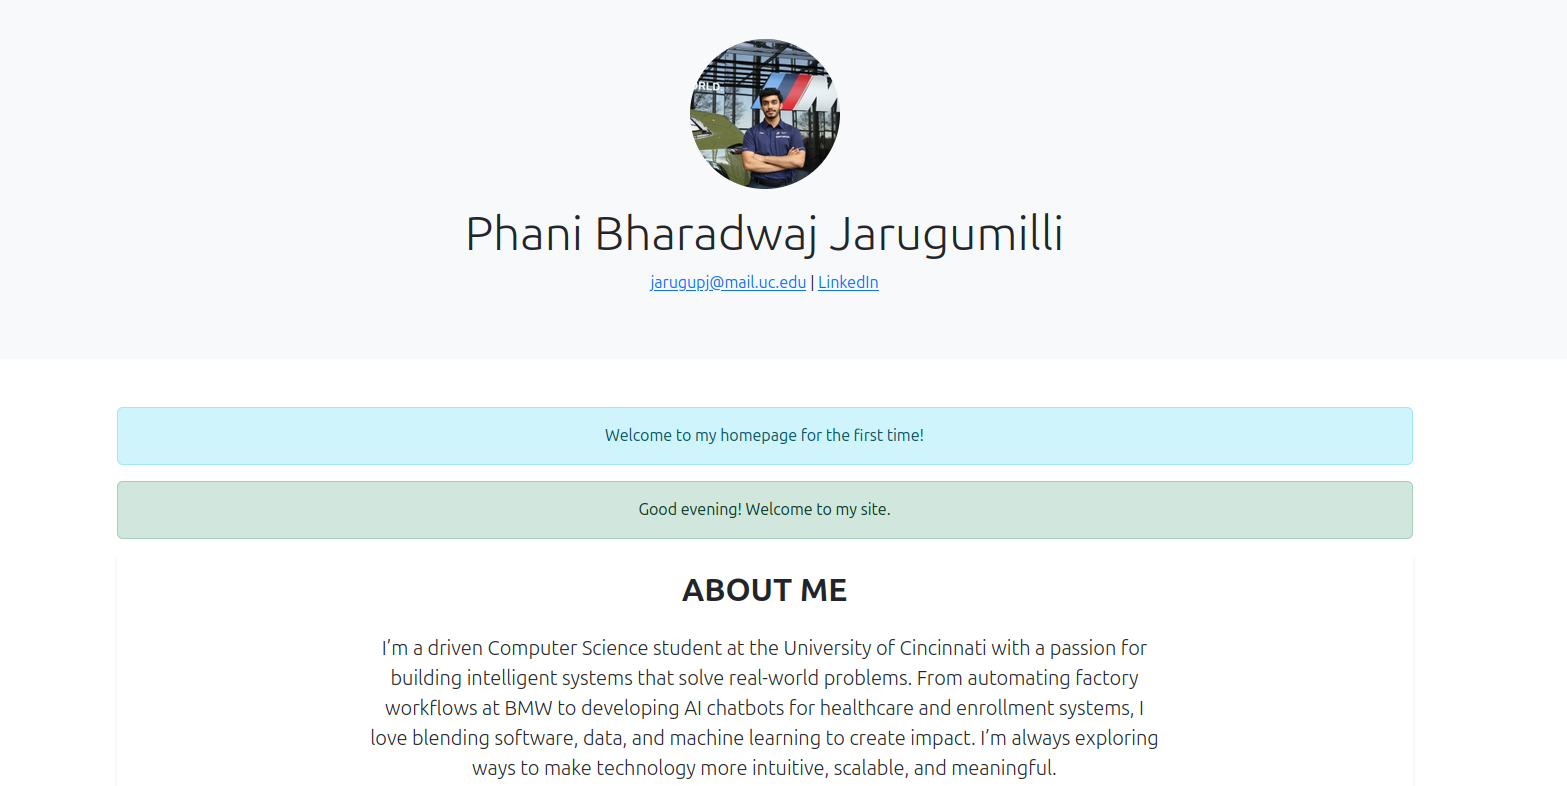 ORLD
M
Phani Bharadwaj Jarugumilli
jarugupj@mail.uc.edu | LinkedIn
Welcome to my homepage for the first time!
Good evening! Welcome to my site.
ABOUT ME
I’m a driven Computer Science student at the University of Cincinnati with a passion for
building intelligent systems that solve real-world problems. From automating factory
workflows at BMW to developing AI chatbots for healthcare and enrollment systems, I
love blending software, data, and machine learning to create impact. I’m always exploring
ways to make technology more intuitive, scalable, and meaningful.